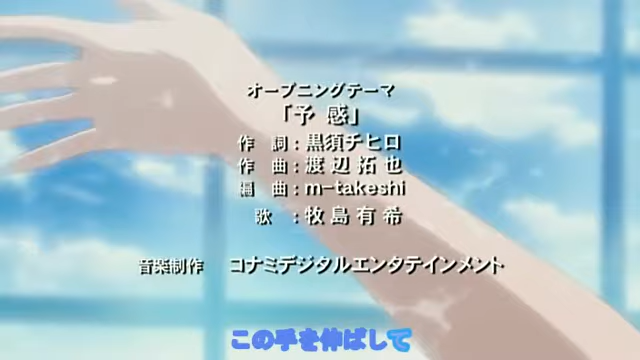 オープニングテーマ
「予 感」
作 詞：黒須チヒロ
作 曲：渡 辺 拓 也
編 曲：m-takeshi
歌 ：牧 島 有 希
音楽制作 コナミデジタルエンタテインメント
この手を伸ばして